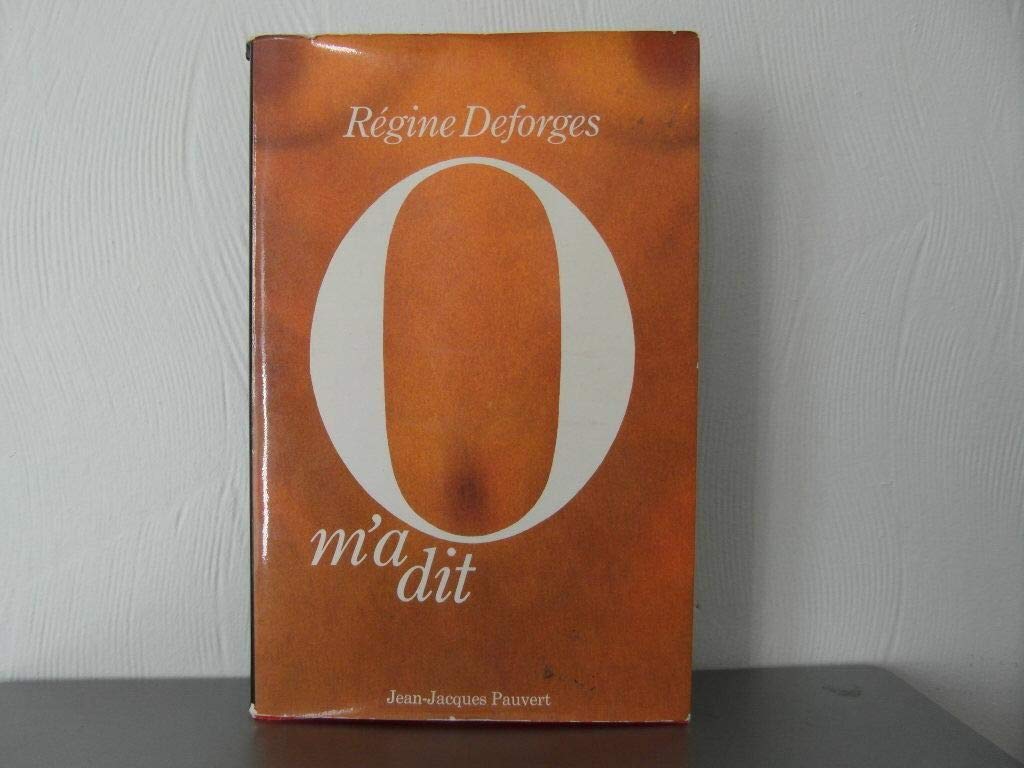 Régine Deforges
O
m'a
dit
Jean-Jacques Pauvert